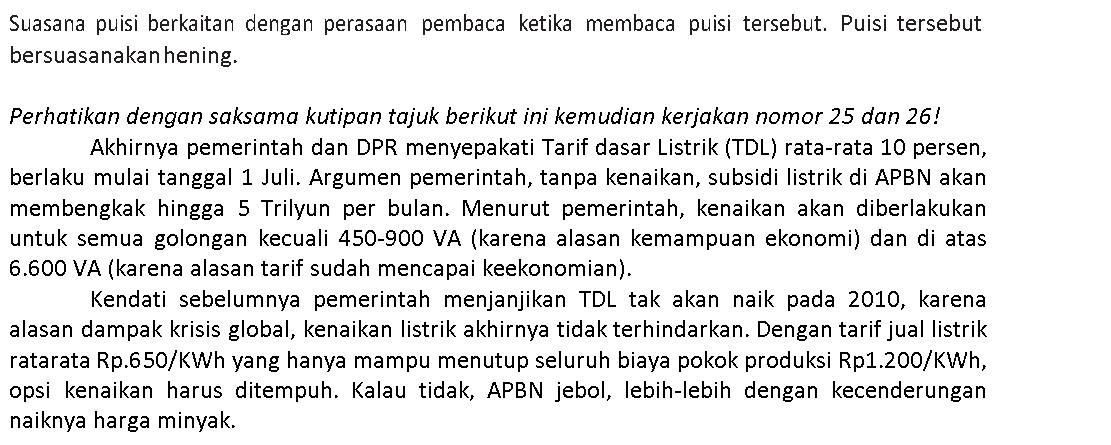 Suasana puisi berkaitan dengan perasaan pembaca ketika membaca puisi tersebut. Puisi tersebut
bersuasanakan hening.
Perhatikan dengan saksama kutipan tajuk berikut ini kemudian kerjakan nomor 25 dan 26!
Akhirnya pemerintah dan DPR menyepakati Tarif dasar Listrik (TDL) rata-rata 10 persen,
berlaku mulai tanggal 1 Juli. Argumen pemerintah, tanpa kenaikan, subsidi listrik di APBN akan
membengkak hingga 5 Trilyun per bulan. Menurut pemerintah, kenaikan akan diberlakukan
untuk semua golongan kecuali 450-900 VA (karena alasan kemampuan ekonomi) dan di atas
6.600 VA (karena alasan tarif sudah mencapai keekonomian).
Kendati sebelumnya pemerintah menjanjikan TDL tak akan naik pada 2010, karena
alasan dampak krisis global, kenaikan listrik akhirnya tidak terhindarkan. Dengan tarif jual listrik
ratarata Rp.650/KWh yang hanya mampu menutup seluruh biaya pokok produksi Rp1.200/KWh,
opsi kenaikan harus ditempuh. Kalau tidak, APBN jebol, lebih-lebih dengan kecenderungan
naiknya harga minyak.